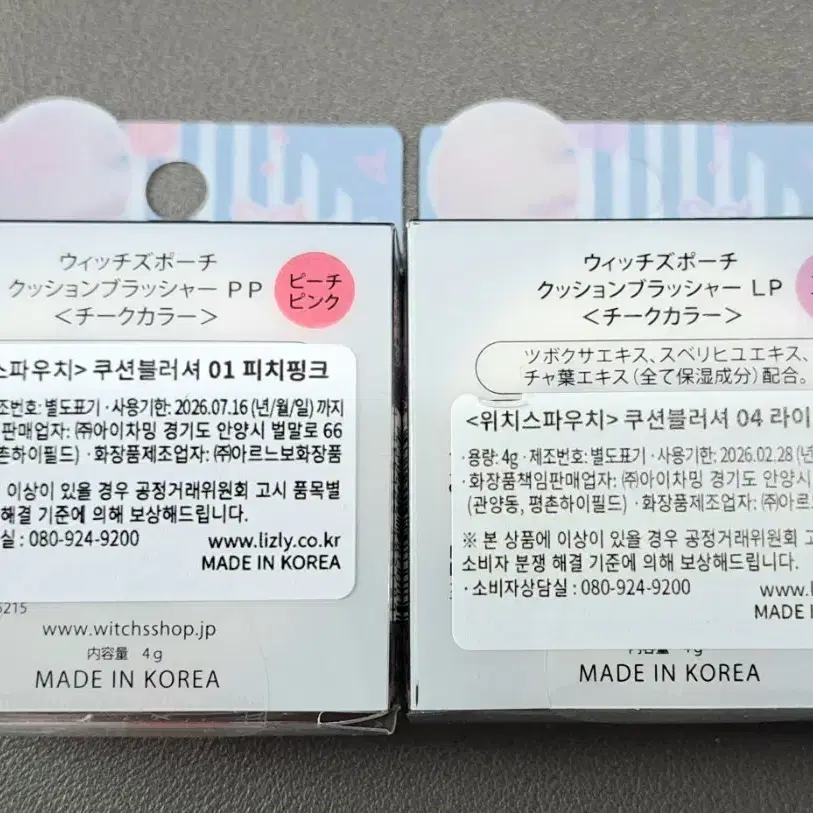 ウィッチズポーチ
クッションブラッシャー PP
<チークカラー>
ピーチ
ピンク
스파우치> 쿠션블러셔 01 피치핑크
조번호: 별도표기 · 사용기한: 2026.07.16 (년/월/일) 까지
판매업자: ㈜아이차밍 경기도 안양시 벌말로 66
촌하이필드) · 화장품제조업자: ㈜아르느보화장품
이상이 있을 경우 공정거래위원회 고시 품목별
해결 기준에 의해 보상해드립니다.
실 : 080-924-9200
www.lizly.co.kr
MADE IN KOREA
5215
www.witchsshop.jp
内容量 4g
MADE IN KOREA
ウィッチズポーチ
クッションブラッシャー LP
<チークカラー>
ツボクサエキス、スベリヒユエキス、
チャ葉エキス(全て保湿成分)配合。
<위치스파우치> 쿠션블러셔 04 라이
· 용량: 4g · 제조번호: 별도표기 · 사용기한: 2026.02.28 (년
· 화장품책임판매업자: ㈜아이차밍 경기도 안양시
(관양동, 평촌하이필드) · 화장품제조업자: ㈜아르
※ 본 상품에 이상이 있을 경우 공정거래위원회 고
소비자 분쟁 해결 기준에 의해 보상해드립니다.
· 소비자상담실 : 080-924-9200
www.l
MADE I
MADE IN KOREA